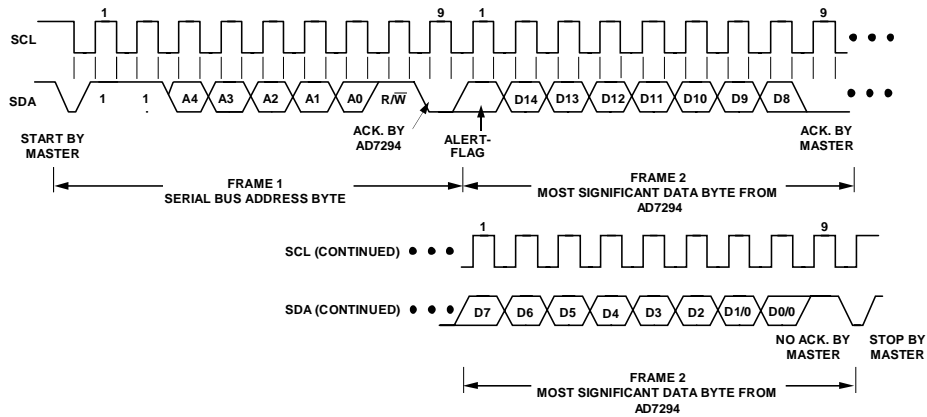 1 9 1 9
SCL
SDA
1 1 A4 A3 A2 A1 A0 R/W̅ D14 D13 D12 D11 D10 D9 D8
START BY
MASTER
ACK. BY
AD7294
ALERT-
FLAG
ACK. BY
MASTER
FRAME 1
SERIAL BUS ADDRESS BYTE
FRAME 2
MOST SIGNIFICANT DATA BYTE FROM
AD7294
1 9
SCL (CONTINUED)
SDA (CONTINUED)
D7 D6 D5 D4 D3 D2 D1/0 D0/0
NO ACK. BY
MASTER
STOP BY
MASTER
FRAME 2
MOST SIGNIFICANT DATA BYTE FROM
AD7294